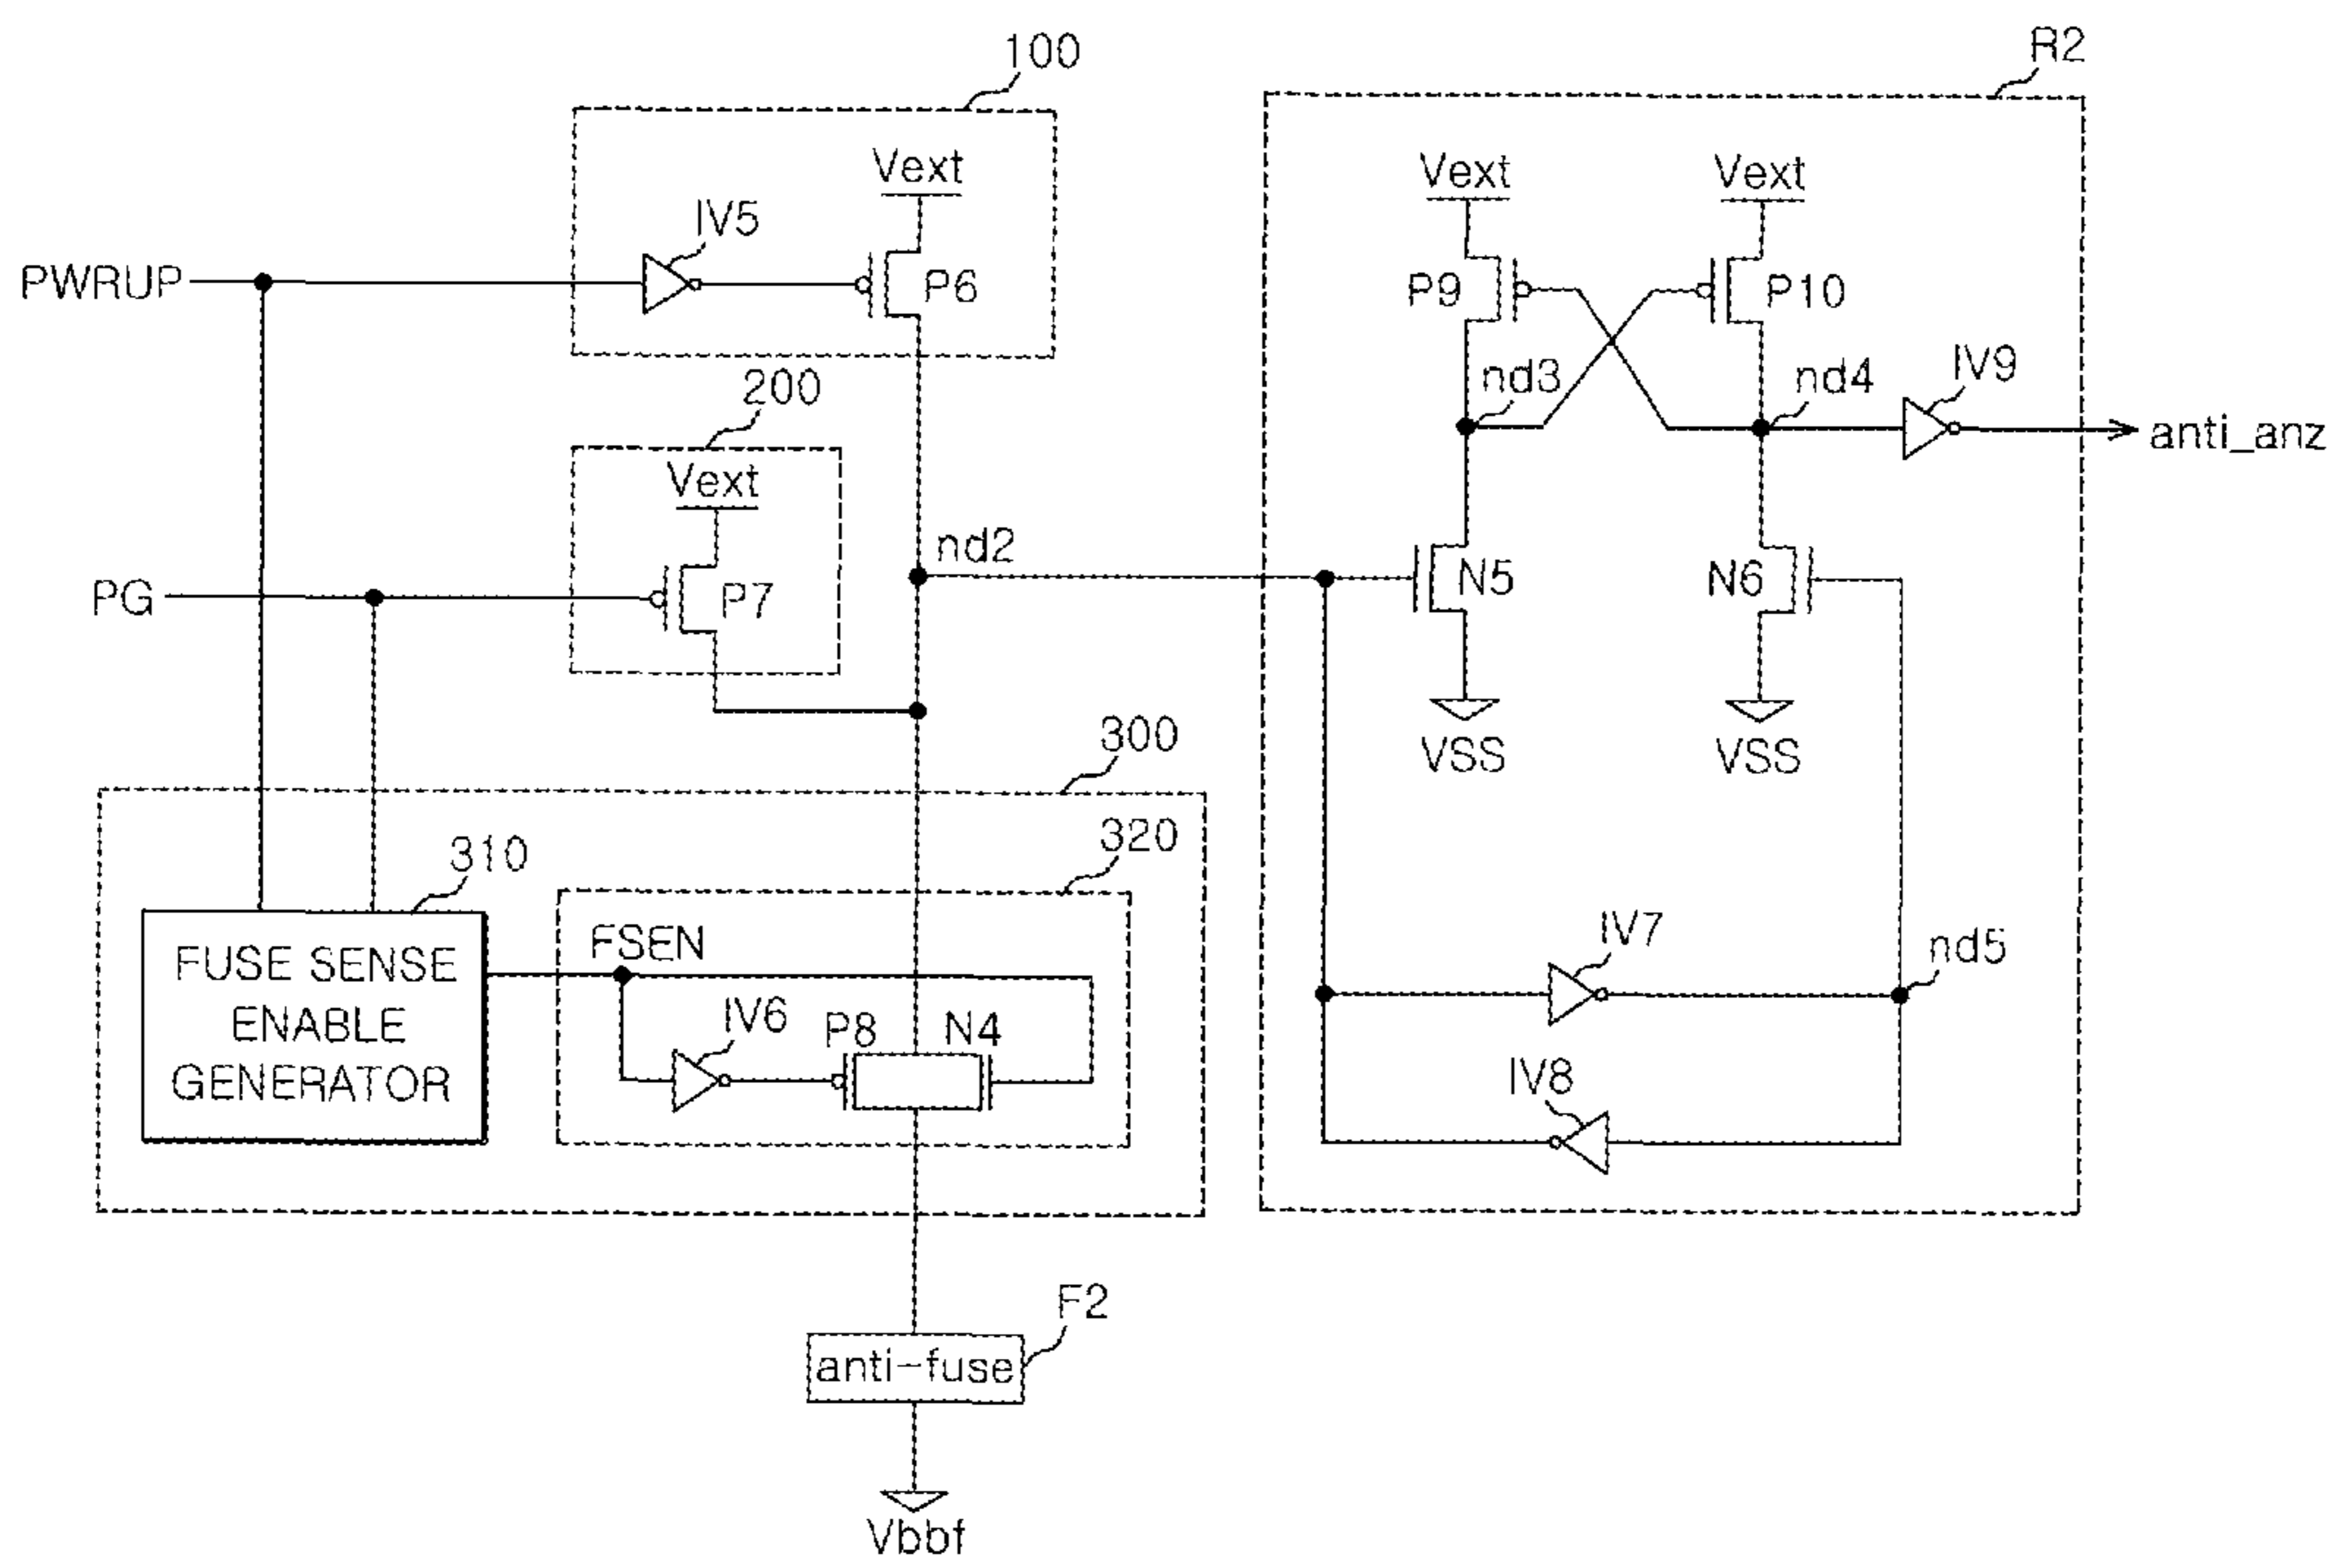 100
R2
Vext
Vext
Vext
IV5
PWRUP
P6
P9
P10
nd3
nd4
IV9
200
anti_anz
Vext
nd2
PG
P7
N5
N6
VSS
VSS
300
310
320
FSEN
IV7
nd5
FUSE SENSE
ENABLE
GENERATOR
IV6
P8
N4
IV8
F2
anti-fuse
Vbbf